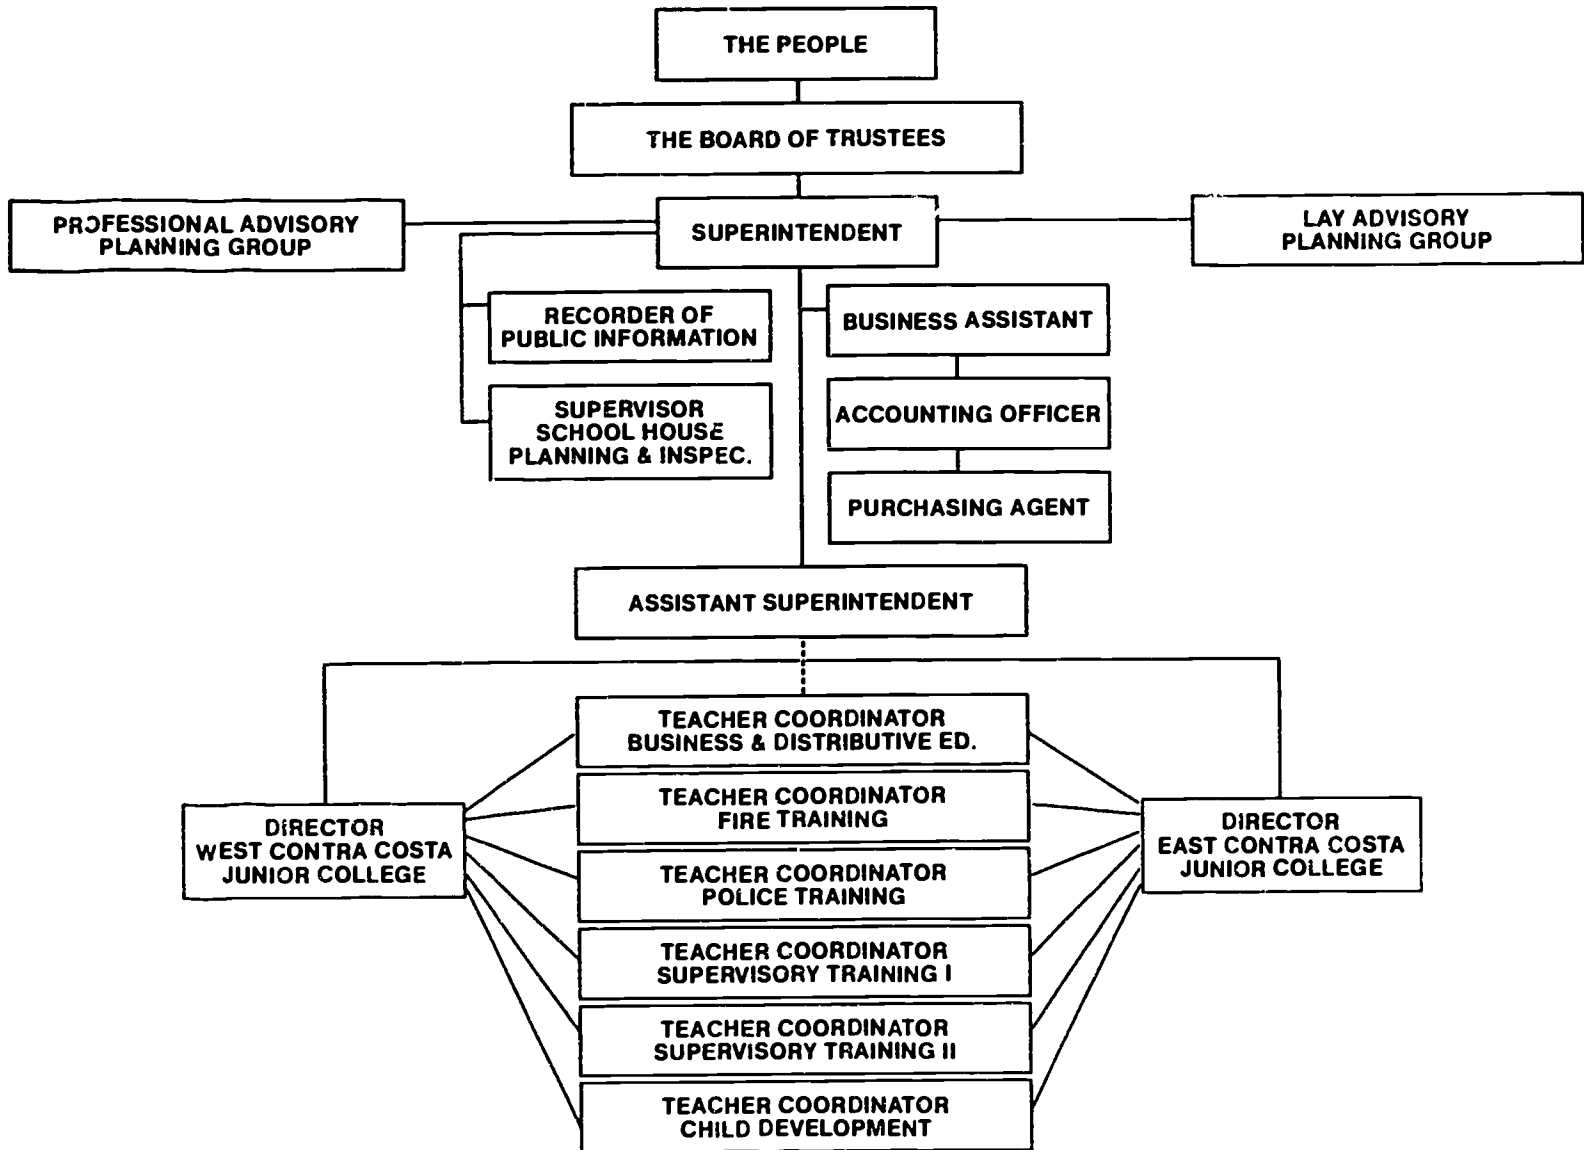 THE PEOPLE
THE BOARD OF TRUSTEES
PROFESSIONAL ADVISORY
PLANNING GROUP
SUPERINTENDENT
LAY ADVISORY
PLANNING GROUP
RECORDER OF
PUBLIC INFORMATION
BUSINESS ASSISTANT
SUPERVISOR
SCHOOL HOUSE
PLANNING & INSPEC.
ACCOUNTING OFFICER
PURCHASING AGENT
ASSISTANT SUPERINTENDENT
TEACHER COORDINATOR
BUSINESS & DISTRIBUTIVE ED.
TEACHER COORDINATOR
FIRE TRAINING
DIRECTOR
WEST CONTRA COSTA
JUNIOR COLLEGE
DIRECTOR
EAST CONTRA COSTA
JUNIOR COLLEGE
TEACHER COORDINATOR
POLICE TRAINING
TEACHER COORDINATOR
SUPERVISORY TRAINING I
TEACHER COORDINATOR
SUPERVISORY TRAINING II
TEACHER COORDINATOR
CHILD DEVELOPMENT